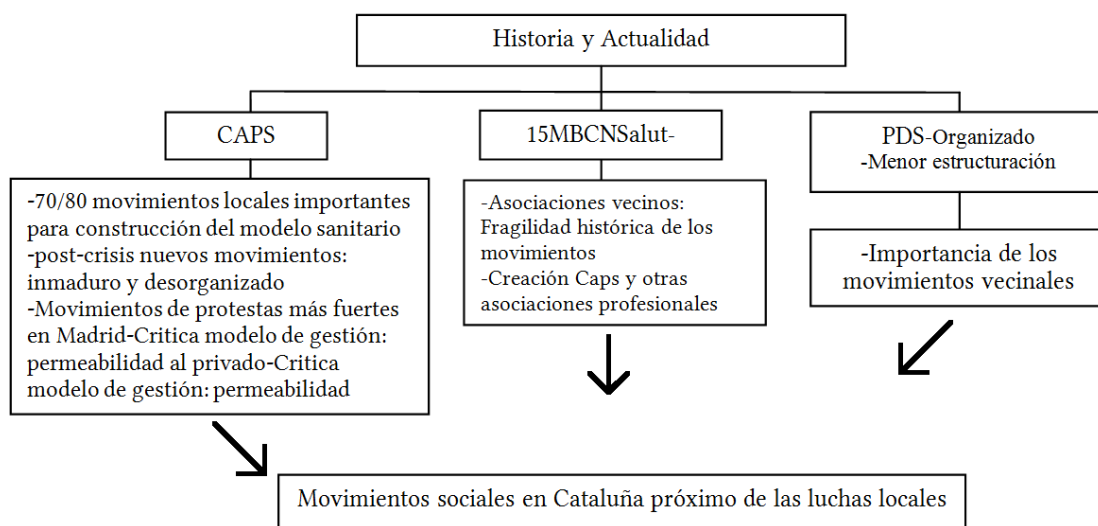 Historia y Actualidad
CAPS
-70/80 movimientos locales importantes
para construcción del modelo sanitario
-post-crisis nuevos movimientos:
inmaduro y desorganizado
-Movimientos de protestas más fuertes
en Madrid-Critica modelo de gestión:
permeabilidad al privado-Critica
modelo de gestión: permeabilidad
15MBCNSalut-
-Asociaciones vecinos:
Fragilidad histórica de los
movimientos
-Creación Caps y otras
asociaciones profesionales
PDS-Organizado
-Menor estructuración
-Importancia de los
movimientos vecinales
Movimientos sociales en Cataluña próximo de las luchas locales